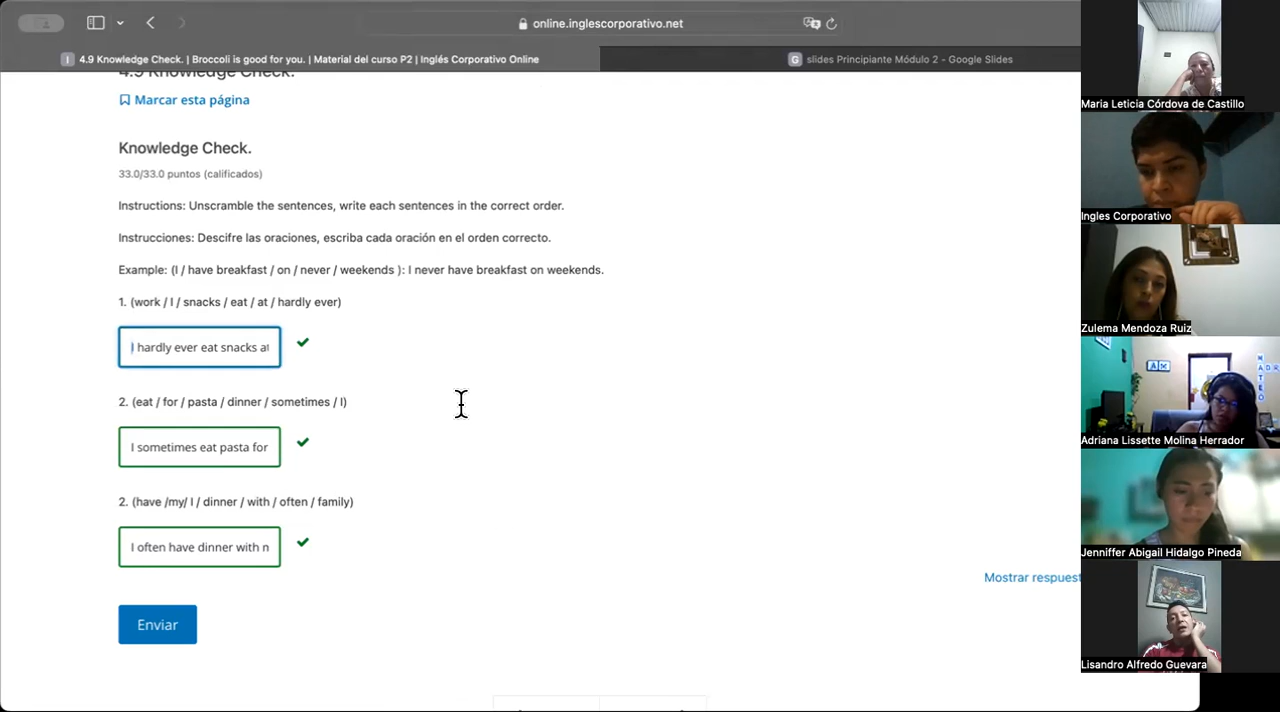 online.inglescorporativo.net
4.9 Knowledge Check. | Broccoli is good for you. | Material del curso P2 | Inglés Corporativo Online
slides Principiante Módulo 2 - Google Slides
4.9 Knowledge Check.
Marcar esta página
Knowledge Check.
33.0/33.0 puntos (calificados)
Instructions: Unscramble the sentences, write each sentences in the correct order.
Instrucciones: Descifre las oraciones, escriba cada oración en el orden correcto.
Example: (I / have breakfast / on / never / weekends ): I never have breakfast on weekends.
1. (work / I / snacks / eat / at / hardly ever)
I hardly ever eat snacks at
2. (eat / for / pasta / dinner / sometimes / I)
I sometimes eat pasta for
2. (have /my/ I / dinner / with / often / family)
I often have dinner with
Mostrar respuest
Enviar
Maria Leticia Córdova de Castillo
Ingles Corporativo
Zulema Mendoza Ruiz
Adriana Lissette Molina Herrador
Jenniffer Abigail Hidalgo Pineda
Lisandro Alfredo Guevara